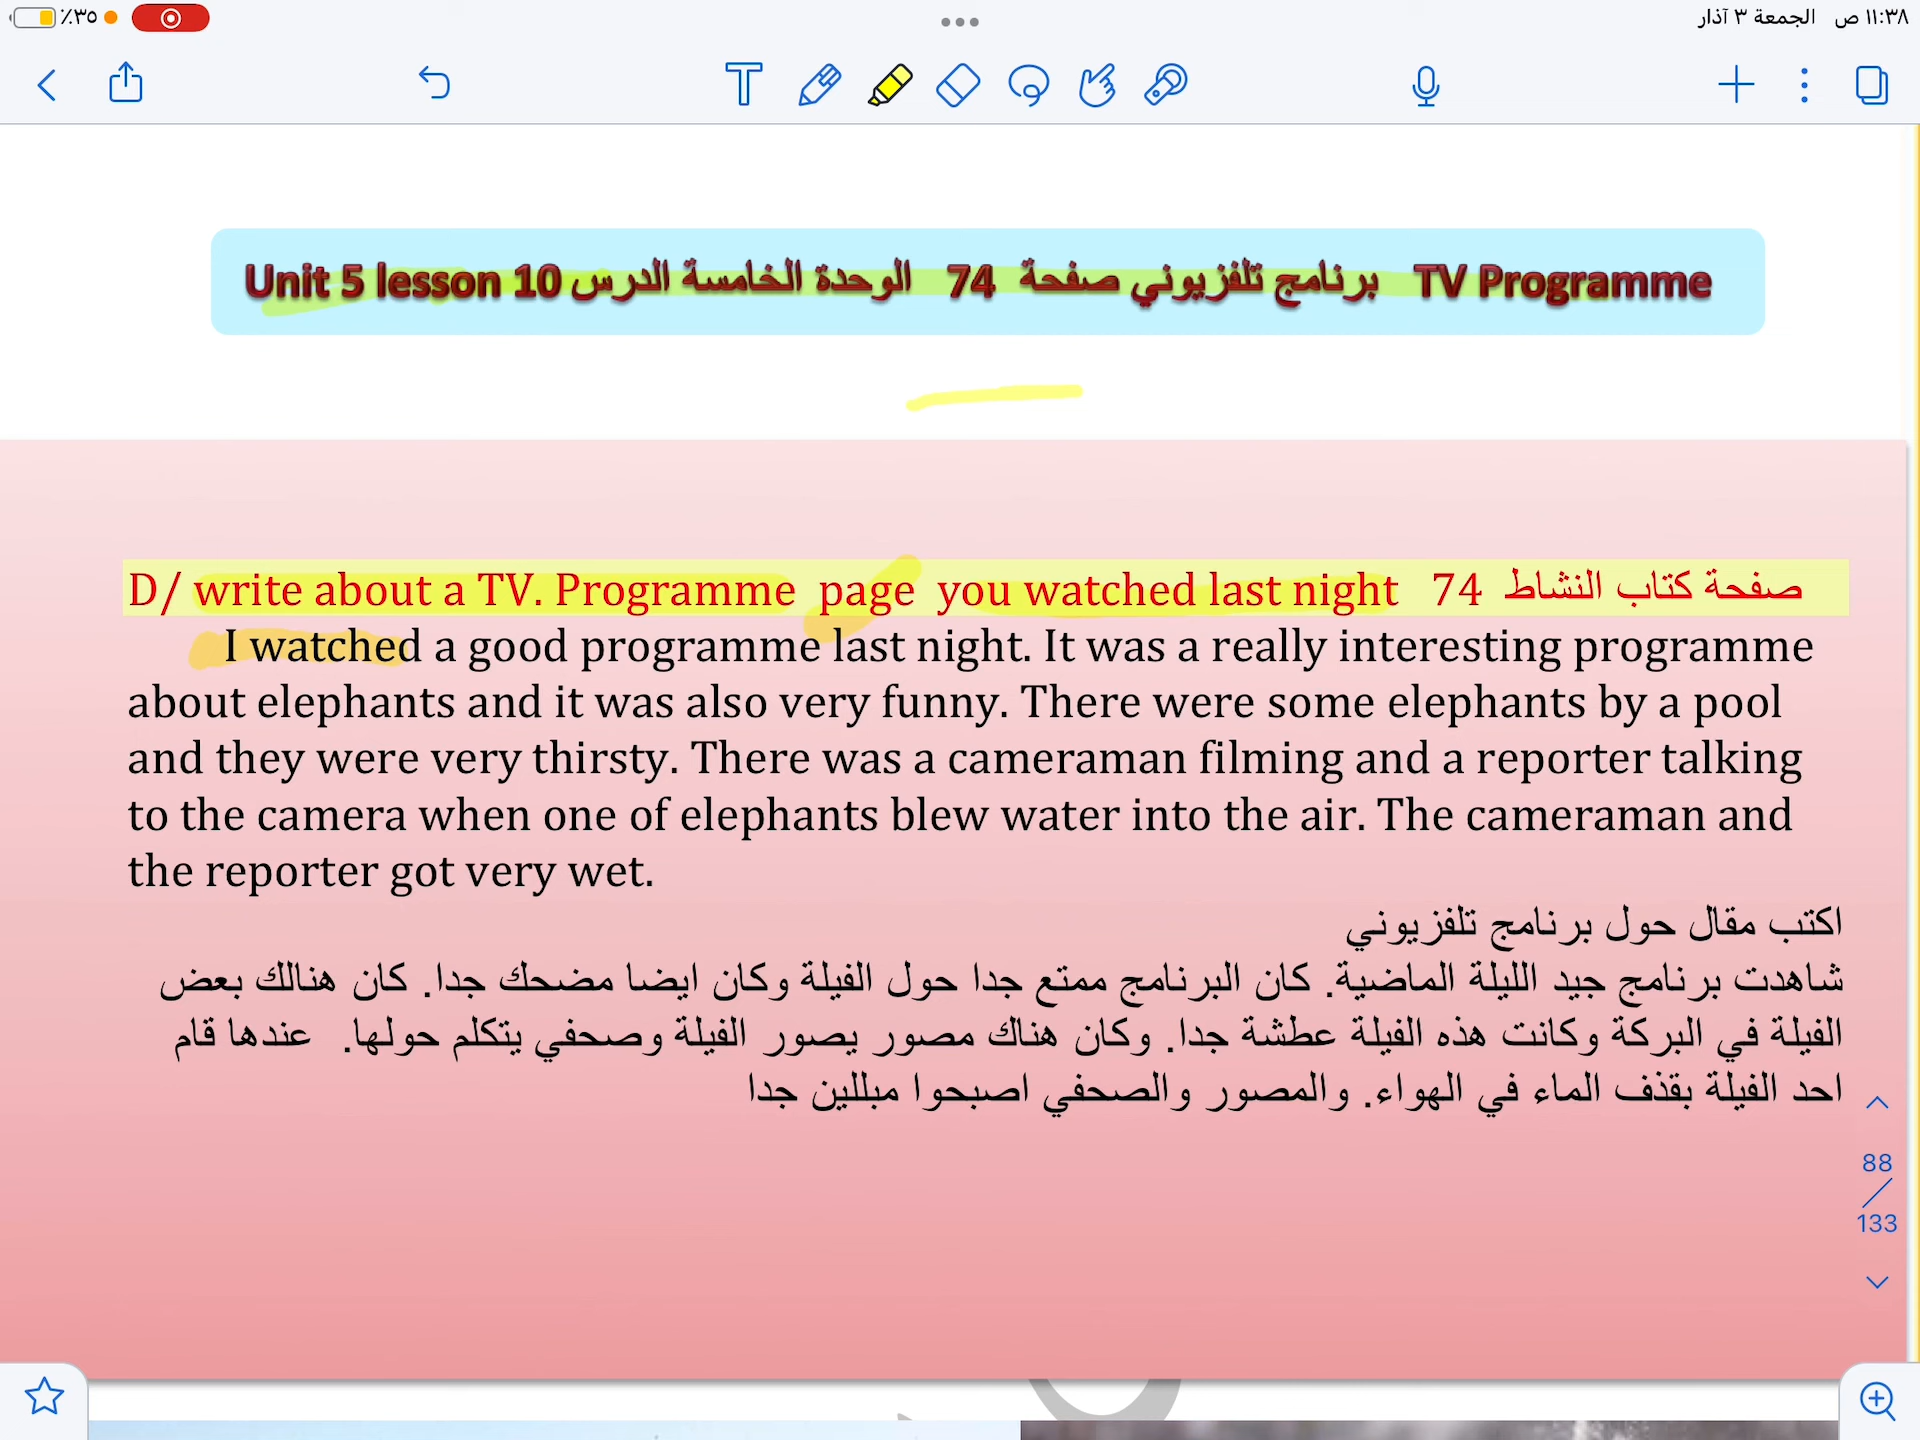 ٪٣٥
١١:٣٨ ص الجمعة ٣ آذار
Unit 5 lesson 10 الوحدة الخامسة الدرس 74 برنامج تلفزيوني صفحة TV Programme
D/ write about a TV. Programme page you watched last night 74 صفحة كتاب النشاط
I watched a good programme last night. It was a really interesting programme
about elephants and it was also very funny. There were some elephants by a pool
and they were very thirsty. There was a cameraman filming and a reporter talking
to the camera when one of elephants blew water into the air. The cameraman and
the reporter got very wet.
اكتب مقال حول برنامج تلفزيوني
شاهدت برنامج جيد الليلة الماضية. كان البرنامج ممتع جدا حول الفيلة وكان ايضا مضحك جدا. كان هنالك بعض
الفيلة في البركة وكانت هذه الفيلة عطشة جدا. وكان هناك مصور يصور الفيلة وصحفي يتكلم حولها. عندها قام
احد الفيلة بقذف الماء في الهواء. والمصور والصحفي اصبحوا مبللين جدا
88
133